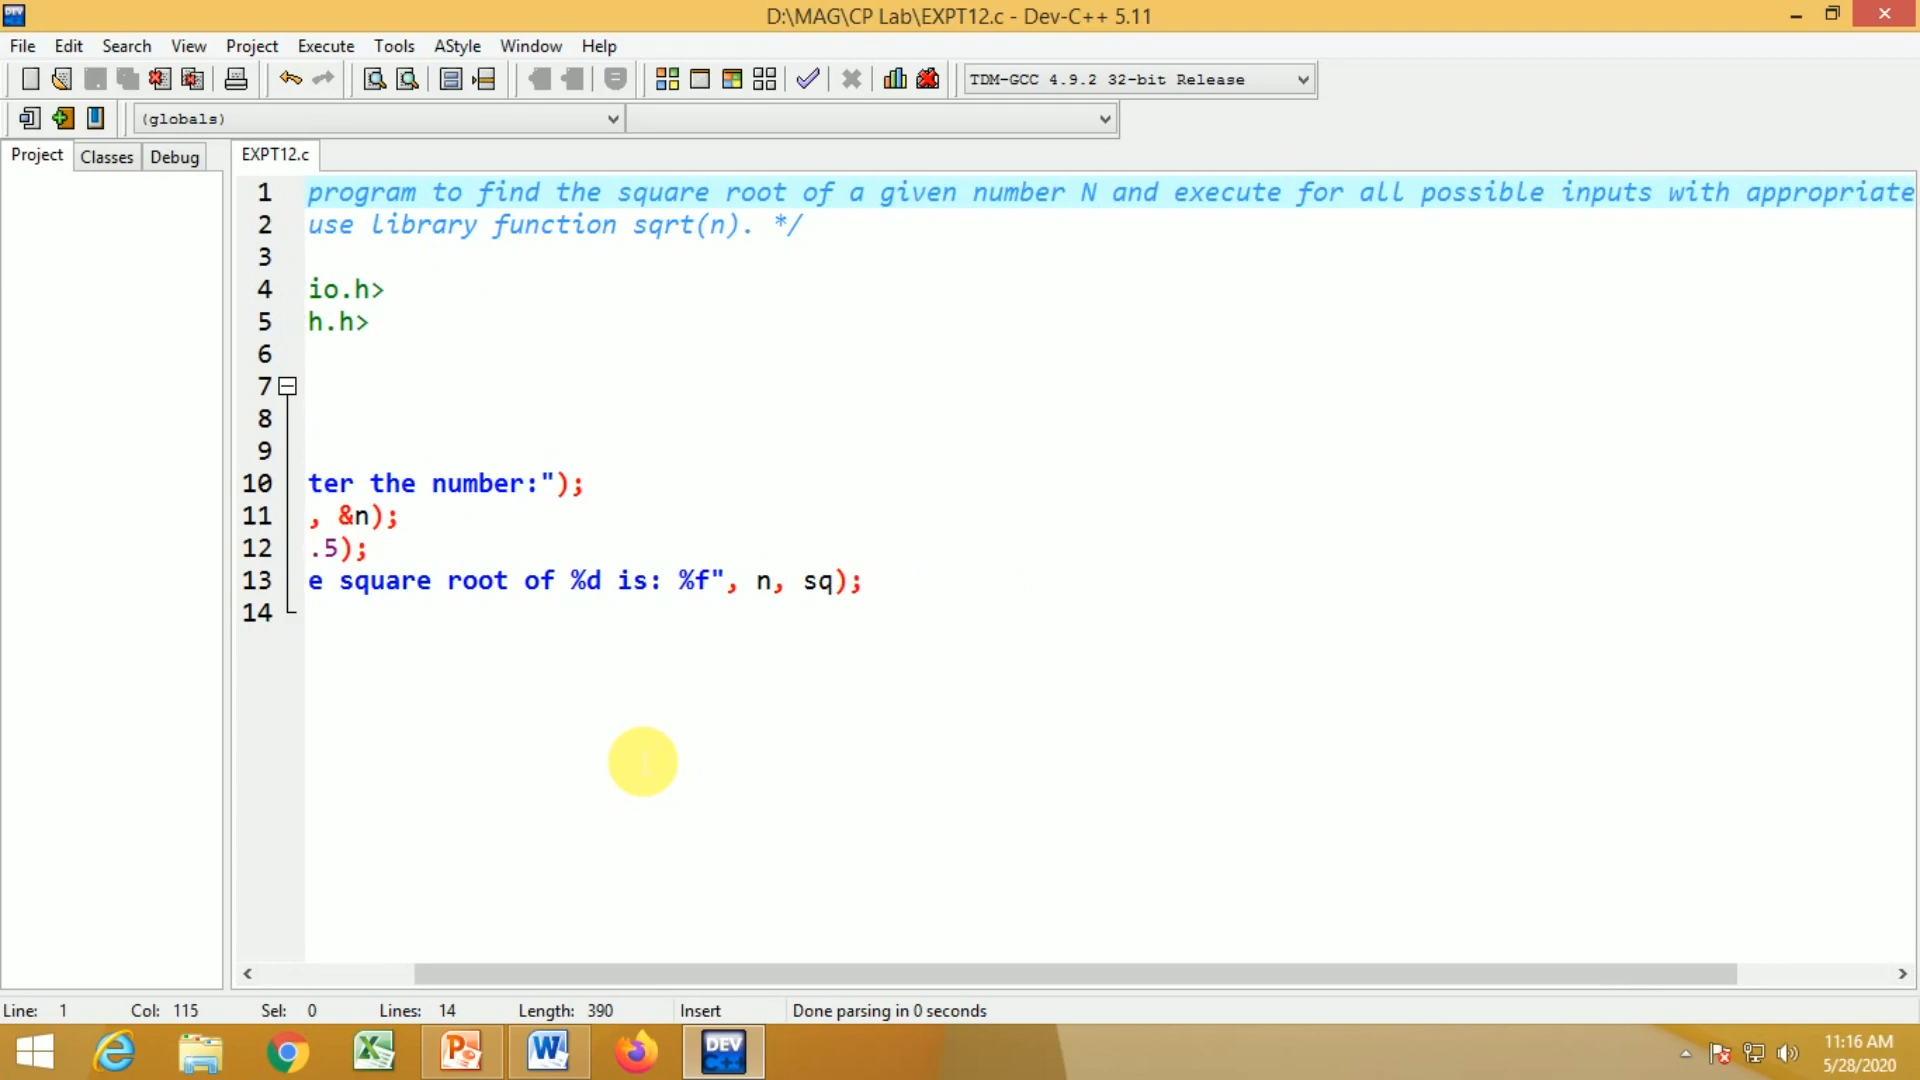 D:\MAG\CP Lab\EXPT12.c - Dev-C++ 5.11
File Edit Search View Project Execute Tools AStyle Window Help
TDM-GCC 4.9.2 32-bit Release
(globals)
Project Classes Debug EXPT12.c
1 program to find the square root of a given number N and execute for all possible inputs with appropriate
2 use library function sqrt(n). */
3
4 io.h>
5 h.h>
6
7
8
9
10 ter the number:");
11 , &n);
12 .5);
13 e square root of %d is: %f", n, sq);
14
Line: 1 Col: 115 Sel: 0 Lines: 14 Length: 390 Insert Done parsing in 0 seconds
DEV C++
11:16 AM
5/28/2020